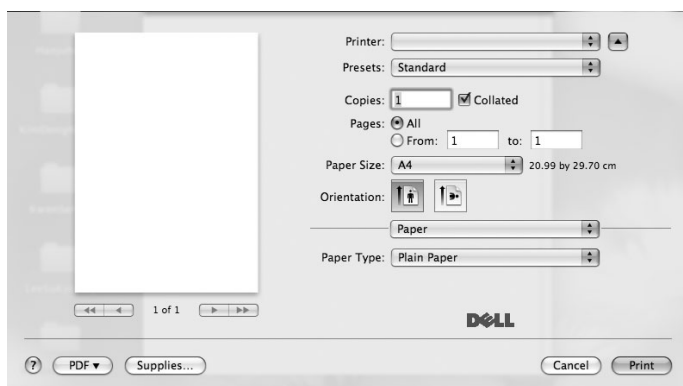 Printer:
Presets: Standard
Copies: 1 Collated
Pages: All
From: 1 to: 1
Paper Size: A4 20.99 by 29.70 cm
Orientation:
Paper
Paper Type: Plain Paper
1 of 1
DELL
? PDF Supplies... Cancel Print